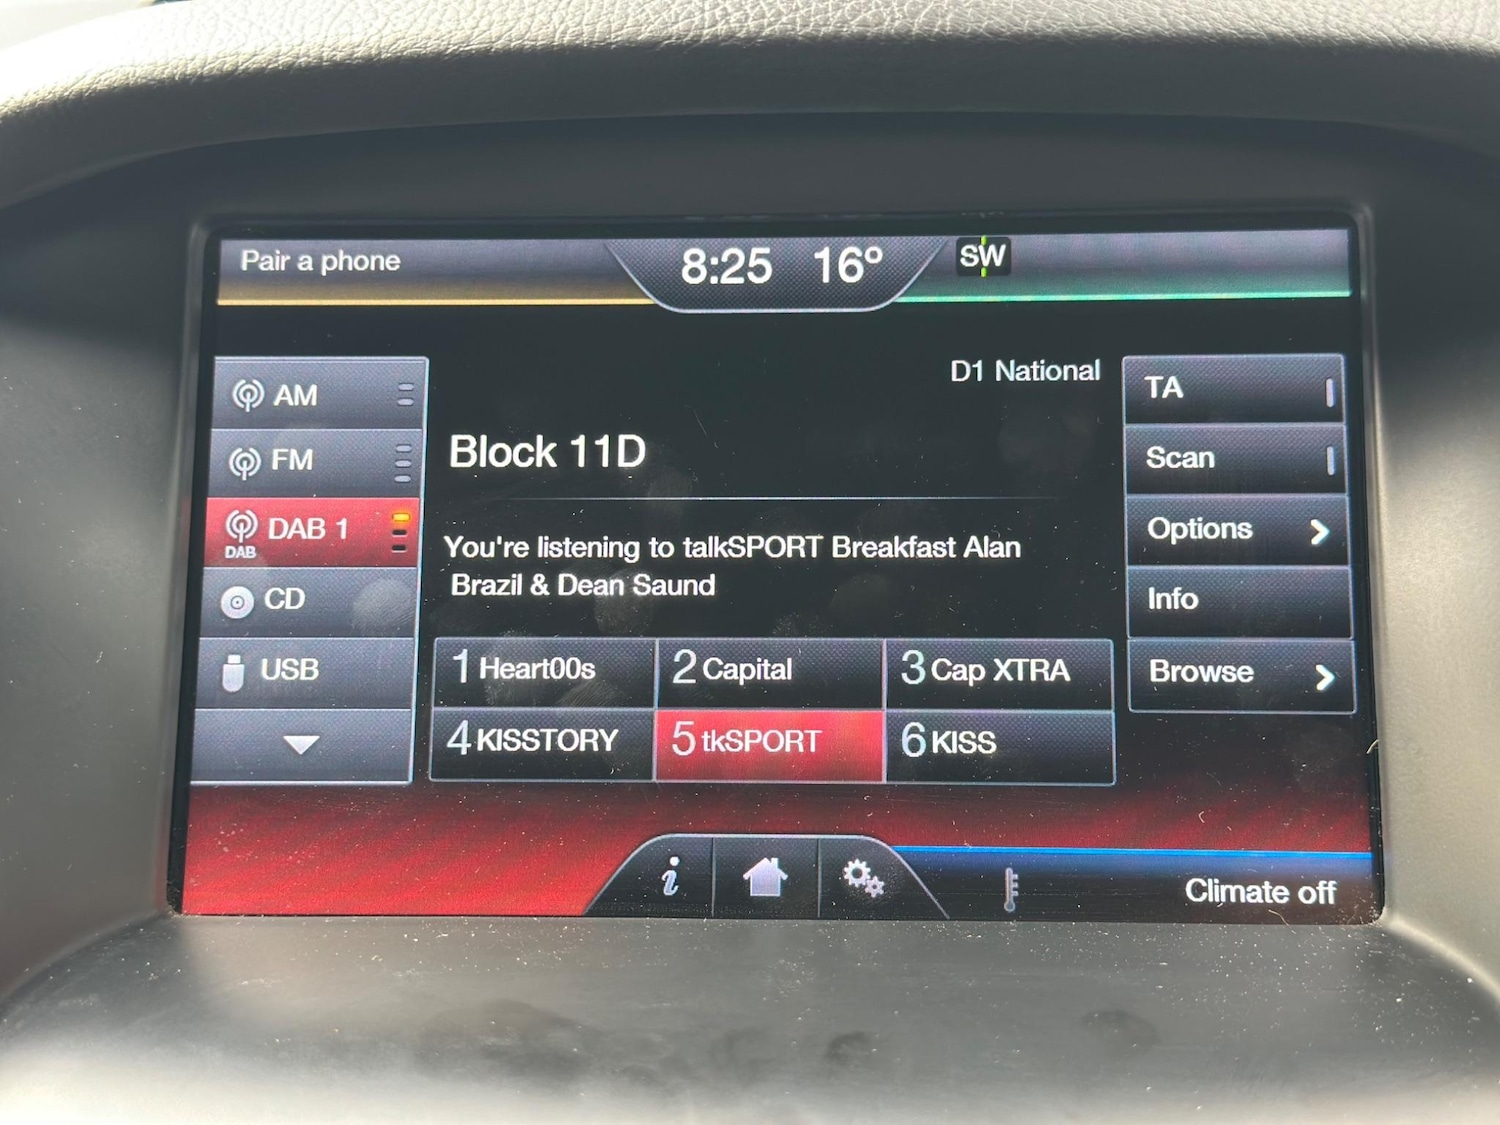 Pair a phone
8:25 16º
SW
D1 National
AM
FM
DAB 1
DAB
CD
USB
Block 11D
You're listening to talkSPORT Breakfast Alan
Brazil & Dean Saund
1 Heart00s
2 Capital
3 Cap XTRA
4 KISSTORY
5 tkSPORT
6 KISS
TA
Scan
Options
Info
Browse
i
Climate off